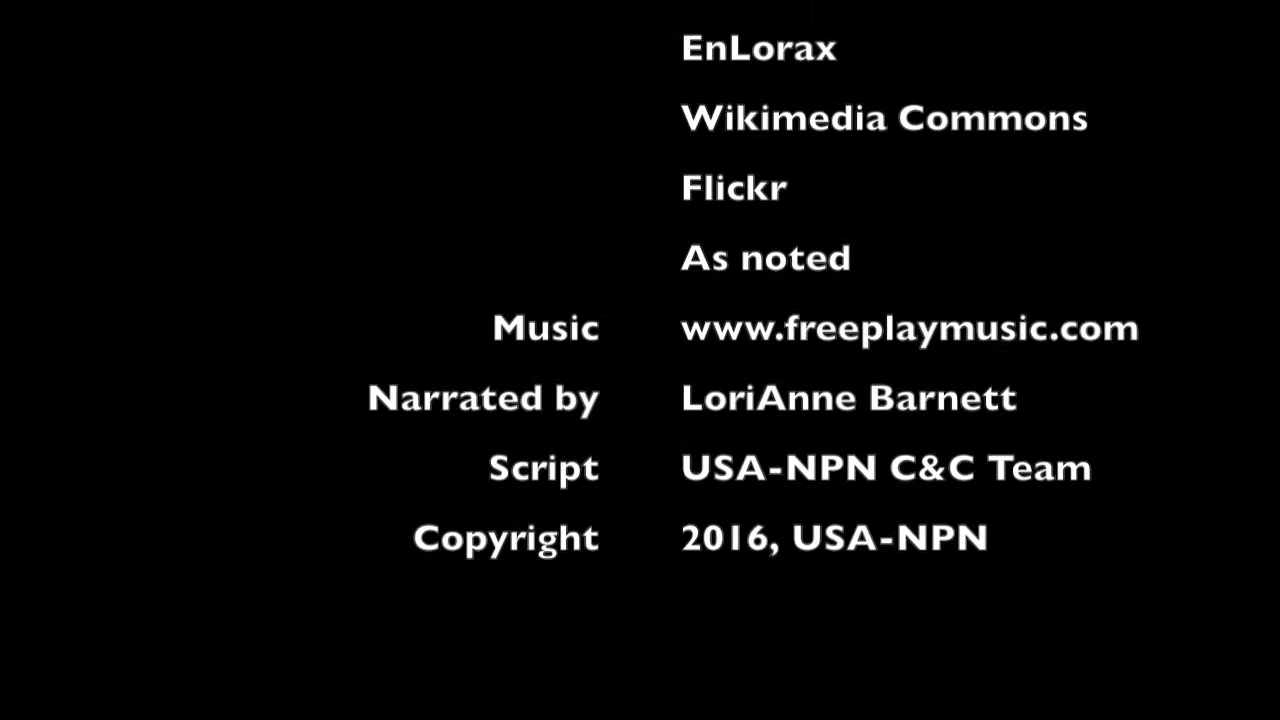 EnLorax
Wikimedia Commons
Flickr
As noted
Music www.freeplaymusic.com
Narrated by LoriAnne Barnett
Script USA-NPN C&C Team
Copyright 2016, USA-NPN